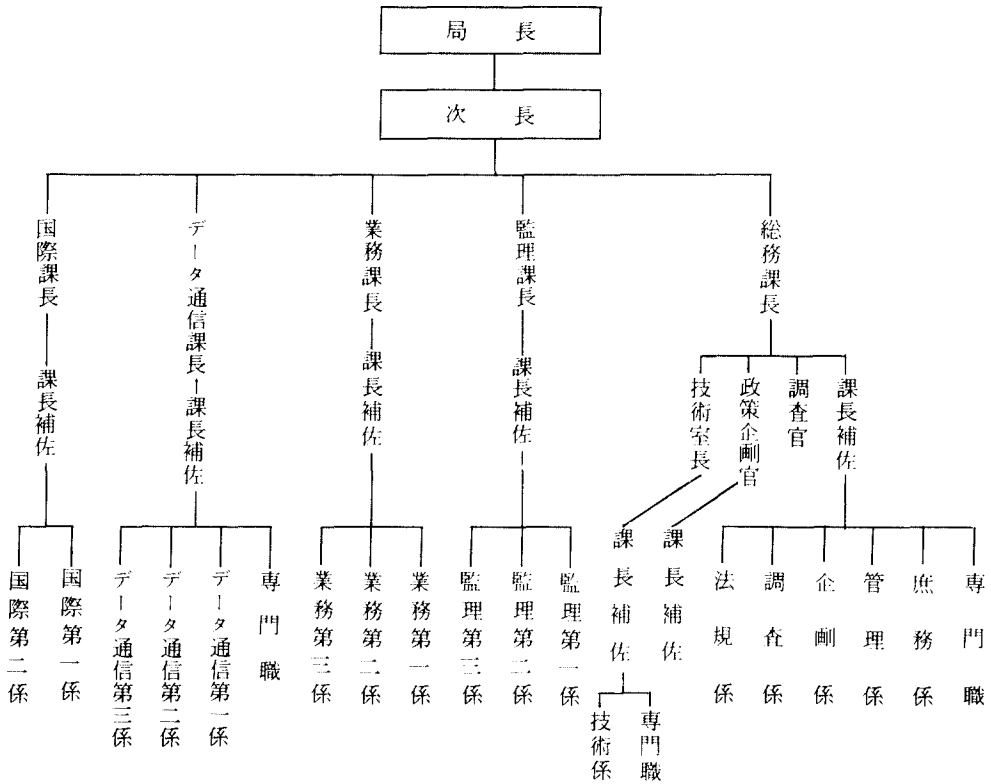 局長
次長
総務課長
課長補佐
調査官
政策企画官
技術室長
専門職
庶務係
管理係
企画係
調査係
法規係
課長補佐
課長補佐
専門職
技術係
監理課長
課長補佐
監理第一係
監理第二係
監理第三係
業務課長
課長補佐
業務第一係
業務第二係
業務第三係
データ通信課長
課長補佐
専門職
データ通信第一係
データ通信第二係
データ通信第三係
国際課長
課長補佐
国際第一係
国際第二係